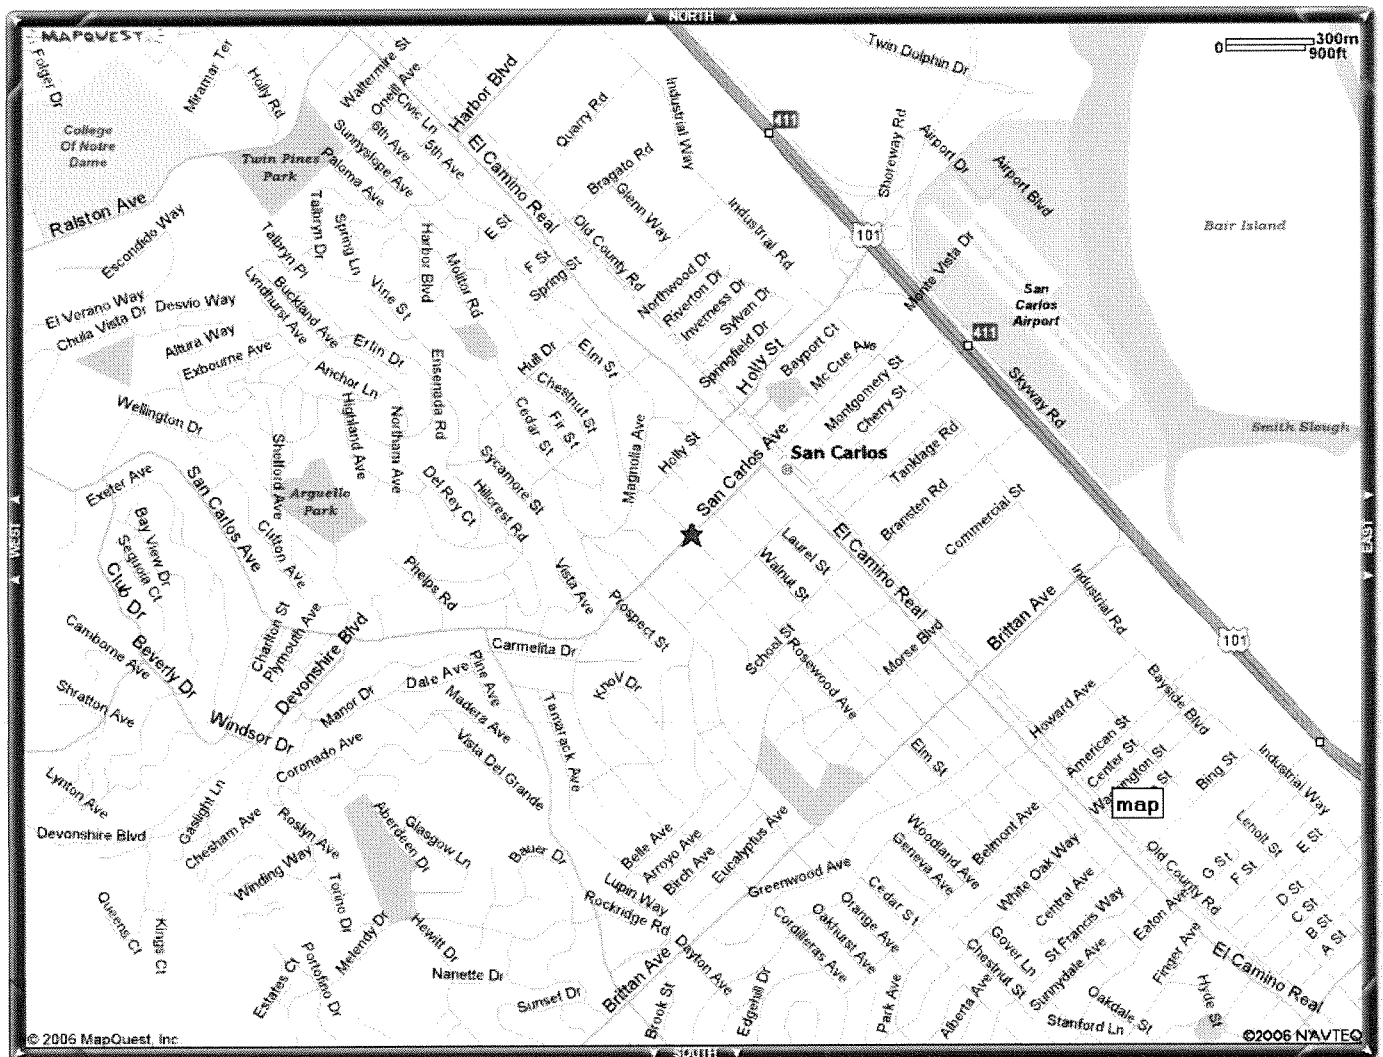 NORTH
MAPQUEST
300m
0
900ft
Twin Dolphin Dr
Folger Dr
Miramar Ter
Holly Rd
Waltermire St
Oneill Ave
Civic Ln
Harbor Blvd
College
Of Notre
Dame
Twin Pines
Park
Sunnyslope Ave
6th Ave
5th Ave
Paloma Ave
El Camino Real
Quarry Rd
Industrial Way
411
Shoreway Rd
Airport Dr
Airport Blvd
Bragato Rd
Glenn Way
Ralston Ave
Escondido Way
Talbryn Dr
Talbryn Pl
Spring Ln
Harbor Blvd
Molitor Rd
E St
F St
Spring St
Old County Rd
Industrial Rd
101
Monte Vista Dr
Bair Island
San
Carlos
Airport
El Verano Way
Desvio Way
Chula Vista Dr
Lyndhurst Ave
Buckland Ave
Vine St
Northwood Dr
Riverton Dr
Inverness Dr
Sylvan Dr
Springfield Dr
Holly St
Bayport Ct
Mc Cue Ave
411
Altura Way
Exbourne Ave
Erlin Dr
Anchor Ln
Ensenada Rd
Hull Dr
Elm St
Chestnut St
Fir St
Cedar St
Montgomery St
Cherry St
Skyway Rd
Wellington Dr
Highland Ave
Northam Ave
Magnolia Ave
Holly St
San Carlos Ave
San Carlos
Tanklage Rd
Smith Slough
Exeter Ave
San Carlos Ave
Shelford Ave
Arguello
Park
Del Rey Ct
Sycamore St
Hillcrest Rd
Bransten Rd
Commercial St
WEST
EAST
Bay View Dr
Sequoia Ct
Club Dr
Clifton Ave
Phelps Rd
Vista Ave
Prospect St
Laurel St
Walnut St
El Camino Real
Industrial Rd
Brittan Ave
101
Camborne Ave
Beverly Dr
Charlton St
Plymouth Ave
Devonshire Blvd
Carmelita Dr
School St
Rosewood Ave
Morse Blvd
Shratton Ave
Windsor Dr
Manor Dr
Dale Ave
Pine Ave
Madera Ave
Tamarack Ave
Howard Ave
Bayside Blvd
Coronado Ave
Vista Del Grande
Elm St
American St
Center St
map
Bing St
Industrial Way
Lynton Ave
Gaslight Ln
Devonshire Blvd
Chesham Ave
Roslyn Ave
Winding Way
Aberdeen Dr
Glasgow Ln
Bauer Dr
Belle Ave
Arroyo Ave
Birch Ave
Eucalyptus Ave
Woodland Ave
Geneva Ave
Belmont Ave
White Oak Way
Old County Rd
G St
F St
E St
D St
C St
B St
A St
Torino Dr
Lupin Way
Rockridge Rd
Greenwood Ave
Cedar St
Orange Ave
Oakhurst Ave
Cordilleras Ave
Central Ave
St Francis Way
Eaton Ave
Queens Ct
Kings Ct
Melendy Dr
Hewitt Dr
Portofino Dr
Estates Ct
Nanette Dr
Sunset Dr
Brittan Ave
Dayton Ave
Brook St
Edgehill Dr
Park Ave
Alberta Ave
Chestnut St
Gover Ln
Sunnydale Ave
Finger Ave
Hyde St
El Camino Real
Oakdale St
Stanford Ln
© 2006 MapQuest, Inc
©2006 NAVTEQ
SOUTH